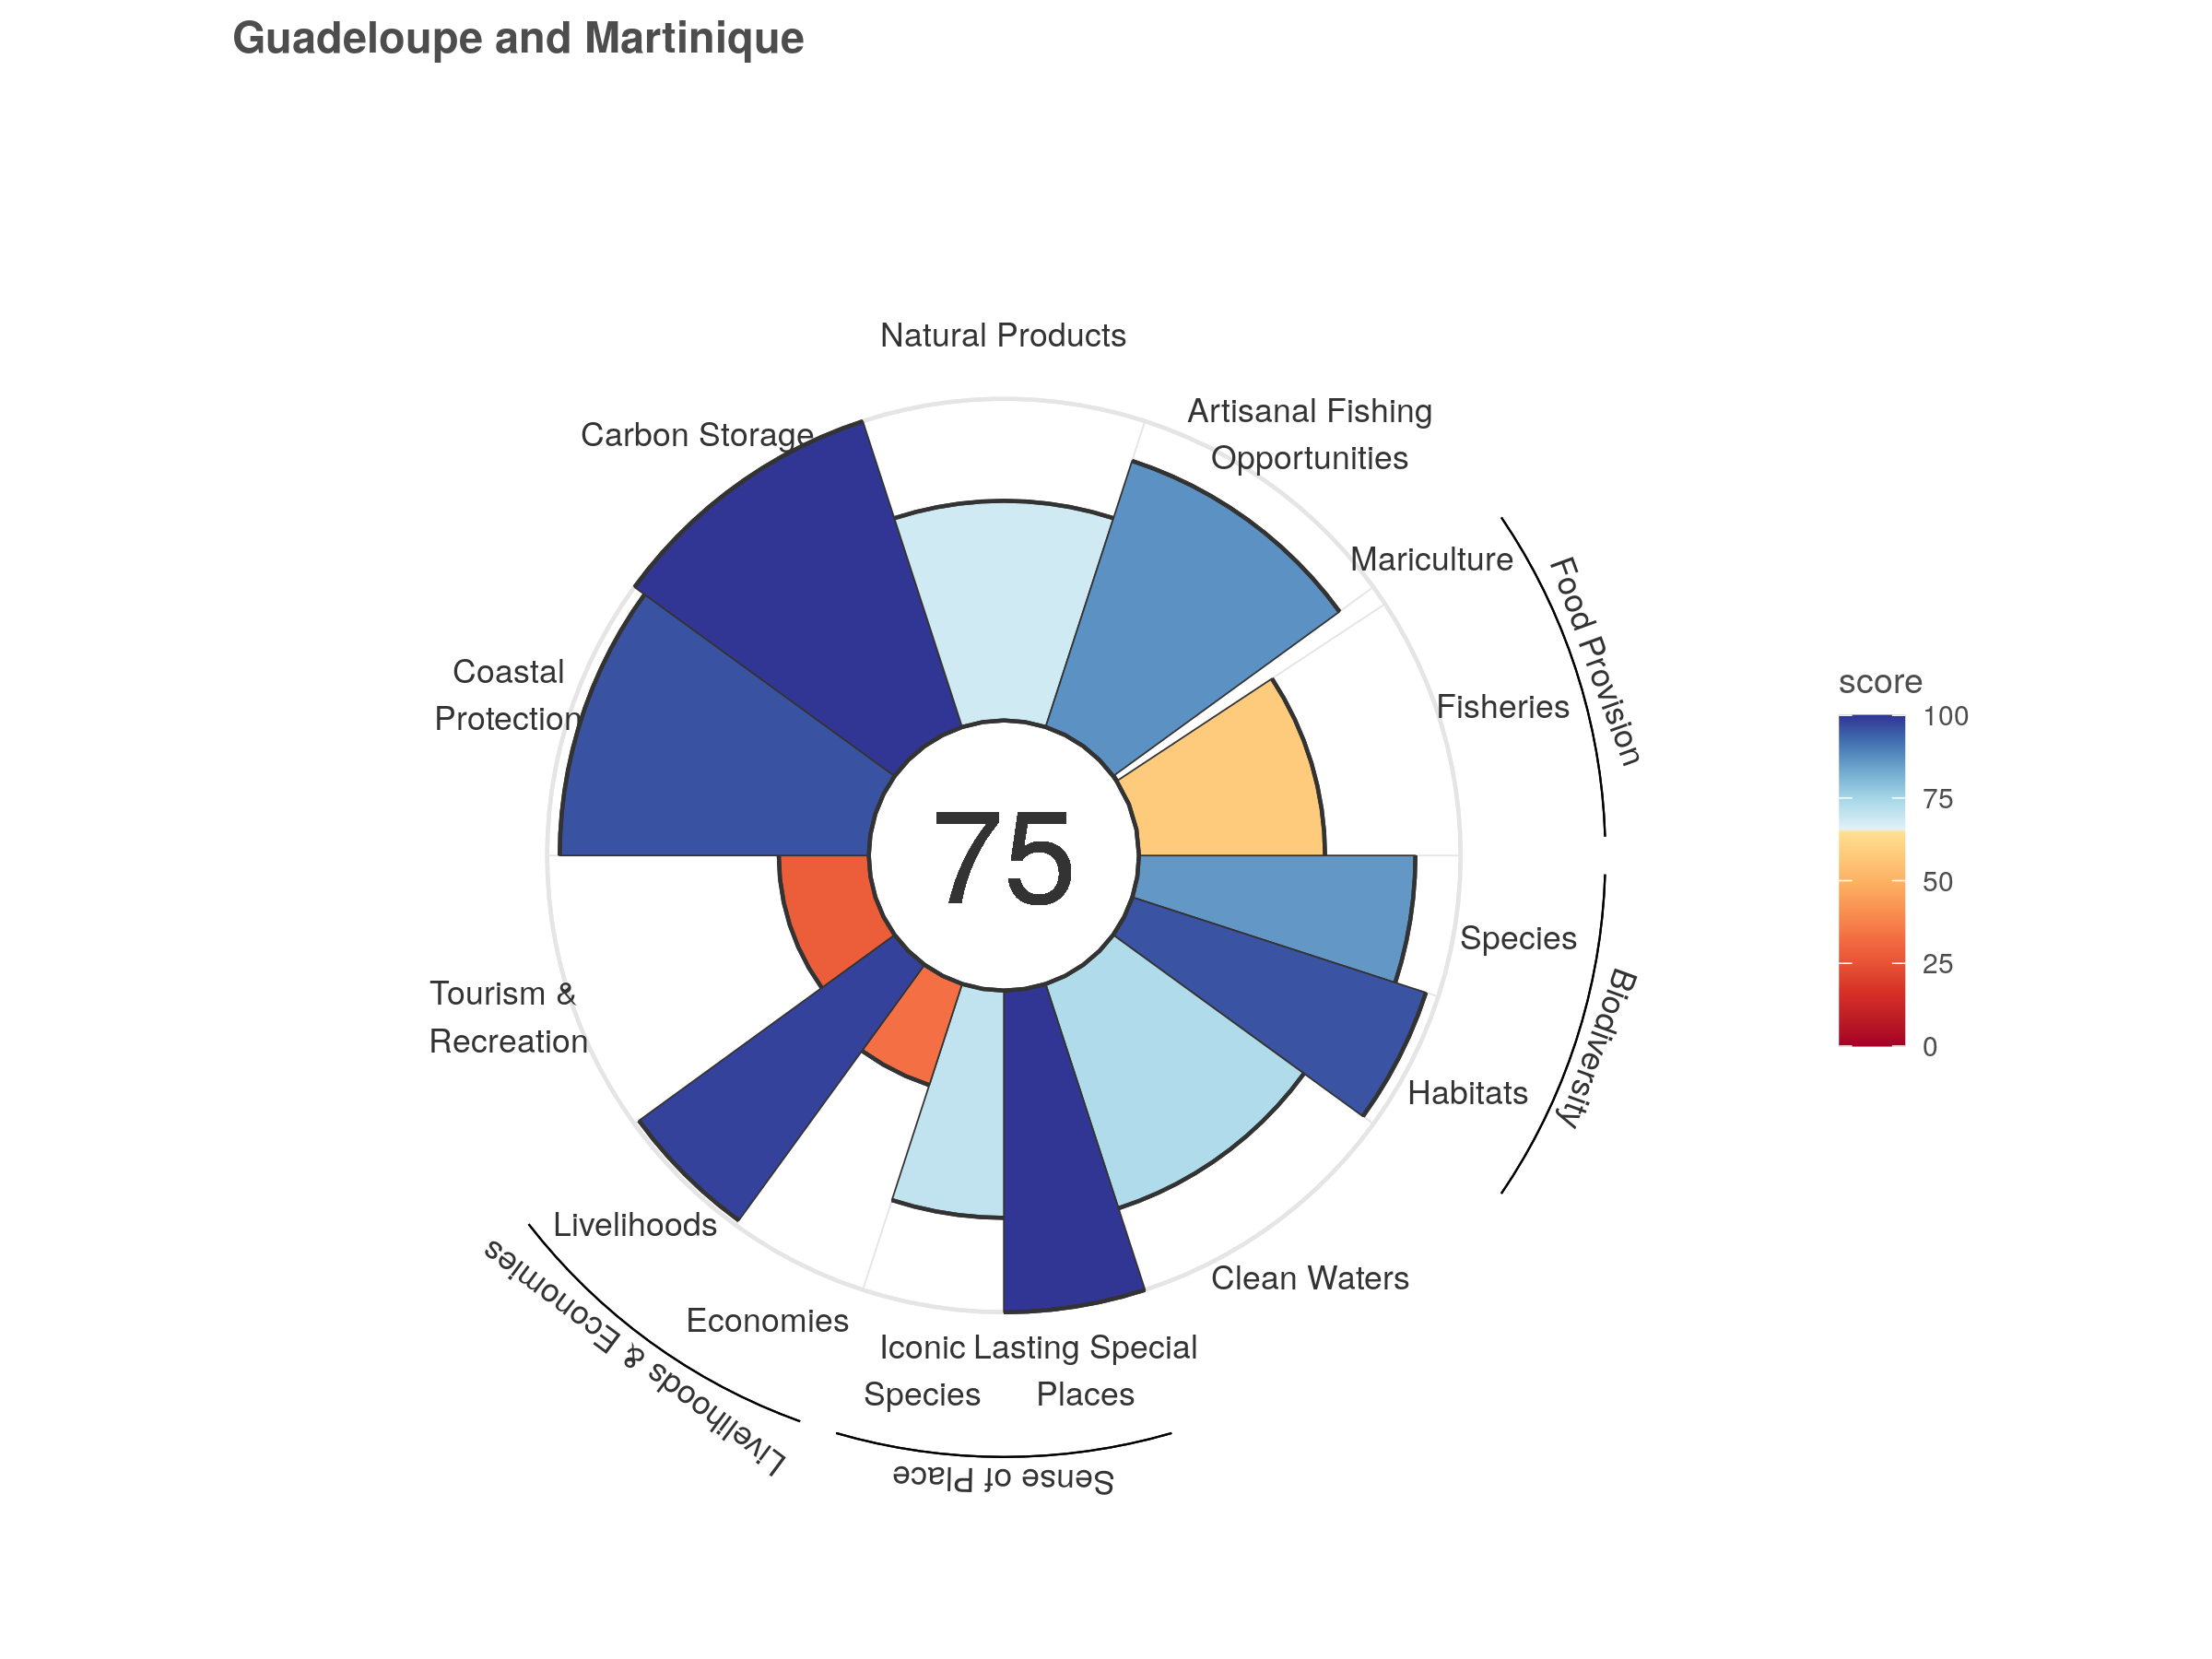 Guadeloupe and Martinique
Natural Products
Artisanal Fishing
Opportunities
Carbon Storage
Mariculture
Food Provision
Fisheries
Coastal
Protection
score
100
75
50
25
0
75
Species
Biodiversity
Habitats
Tourism &
Recreation
Livelihoods
Livelihoods & Economies
Economies
Clean Waters
Iconic
Species
Lasting Special
Places
Sense of Place